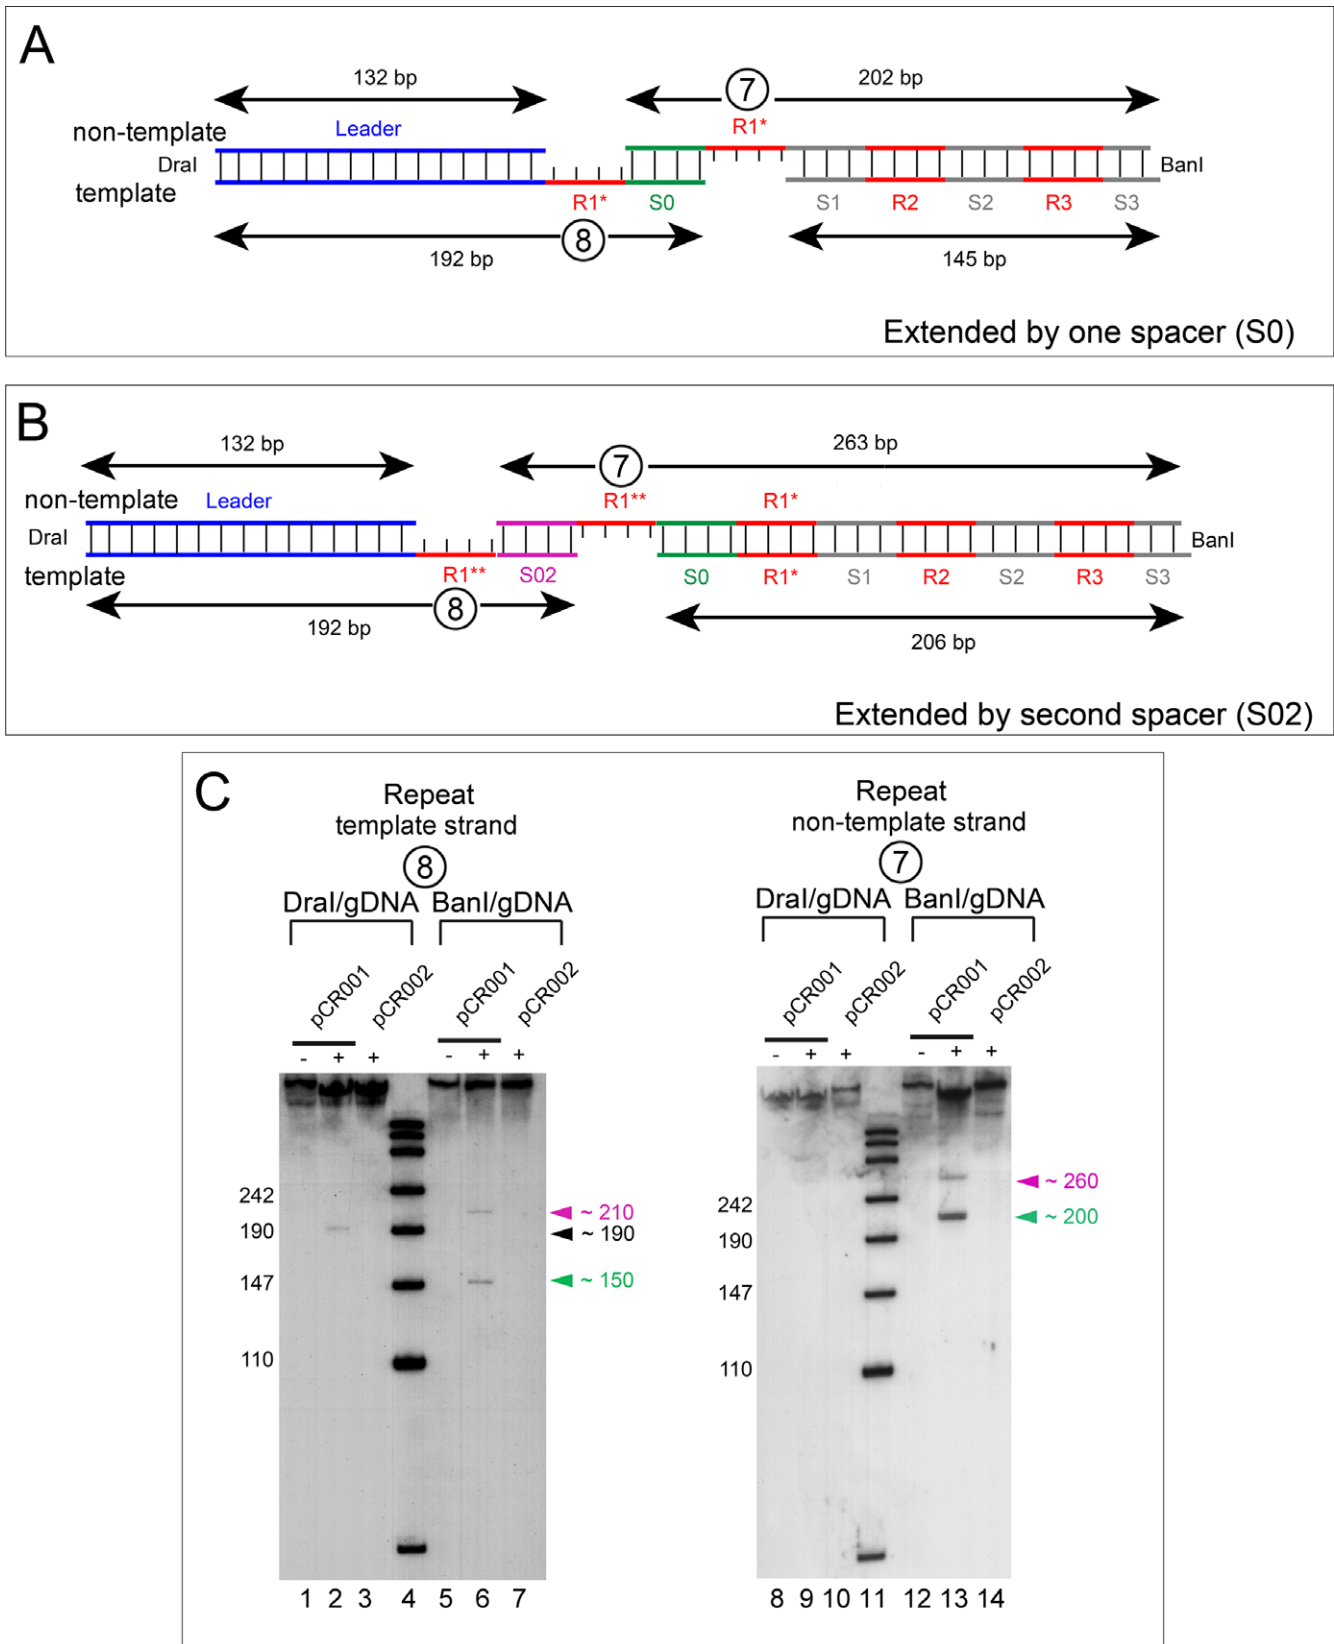 A
132 bp
7
202 bp
non-template
Leader
R1*
DraI
BanI
template
R1*
S0
S1
R2
S2
R3
S3
8
192 bp
145 bp
Extended by one spacer (S0)
B
132 bp
7
263 bp
non-template
Leader
R1**
R1*
DraI
BanI
template
R1**
S02
S0
R1*
S1
R2
S2
R3
S3
8
192 bp
206 bp
Extended by second spacer (S02)
C
Repeat
template strand
8
DraI/gDNA BanI/gDNA
pCR001
pCR002
pCR001
pCR002
- + + - + +
242
190
147
110
~ 210
~ 190
~ 150
1 2 3 4 5 6 7
Repeat
non-template strand
7
DraI/gDNA BanI/gDNA
pCR001
pCR002
pCR001
pCR002
- + + - + +
242
190
147
110
~ 260
~ 200
8 9 10 11 12 13 14